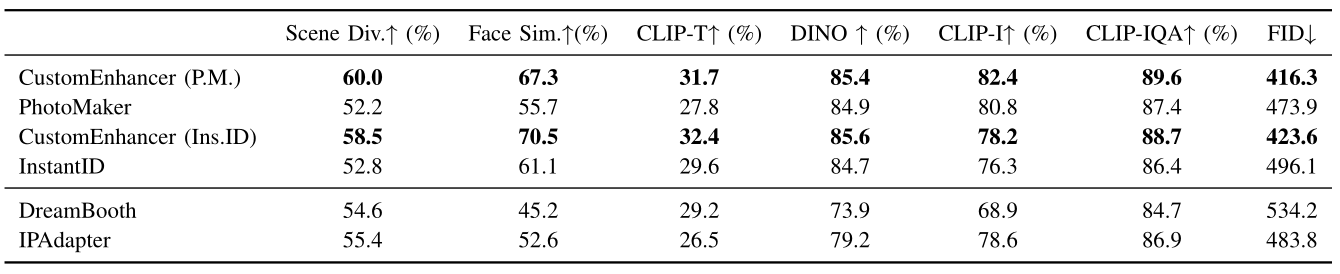 Scene Div.↑ (%) Face Sim.↑(%) CLIP-T↑ (%) DINO ↑ (%) CLIP-I↑ (%) CLIP-IQA↑ (%) FID↓
CustomEnhancer (P.M.) 60.0 67.3 31.7 85.4 82.4 89.6 416.3
PhotoMaker 52.2 55.7 27.8 84.9 80.8 87.4 473.9
CustomEnhancer (Ins.ID) 58.5 70.5 32.4 85.6 78.2 88.7 423.6
InstantID 52.8 61.1 29.6 84.7 76.3 86.4 496.1
DreamBooth 54.6 45.2 29.2 73.9 68.9 84.7 534.2
IPAdapter 55.4 52.6 26.5 79.2 78.6 86.9 483.8